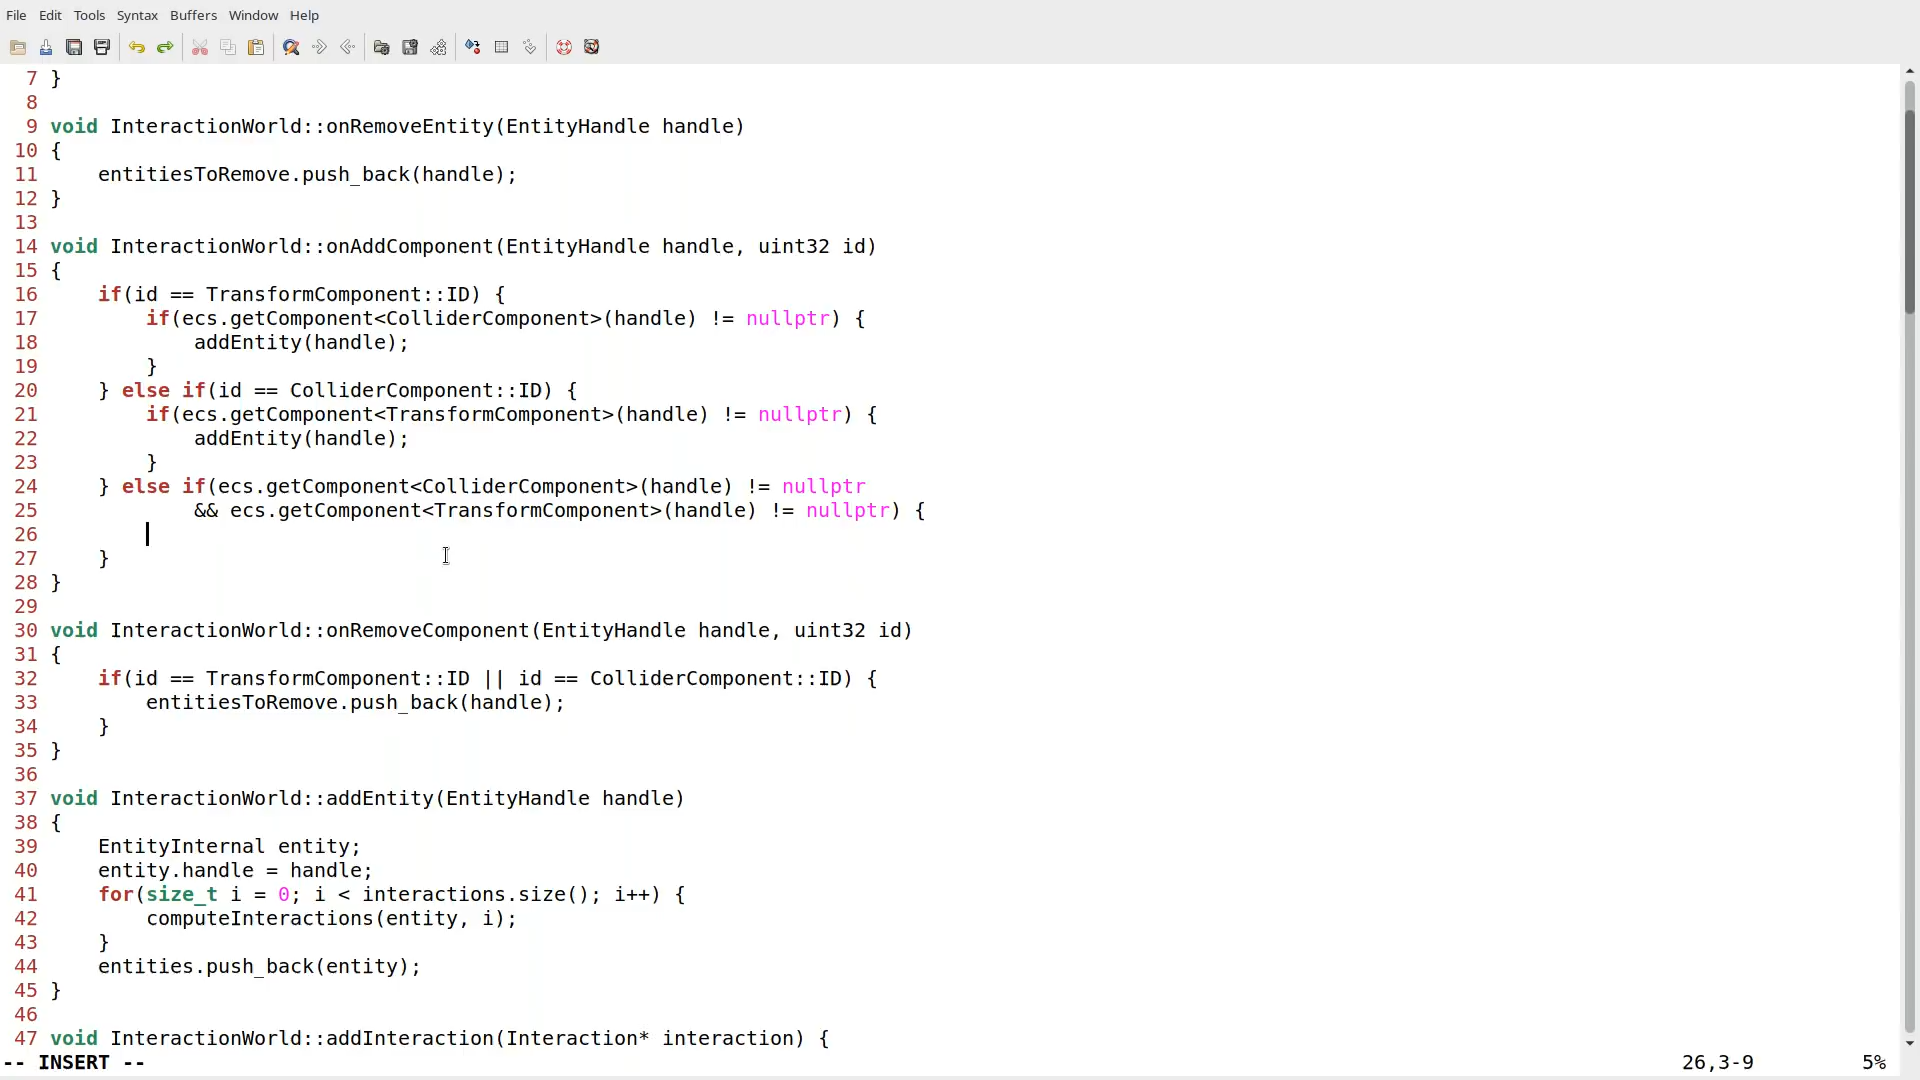 File Edit Tools Syntax Buffers Window Help
7 }
8
9 void InteractionWorld::onRemoveEntity(EntityHandle handle)
10 {
11     entitiesToRemove.push_back(handle);
12 }
13
14 void InteractionWorld::onAddComponent(EntityHandle handle, uint32 id)
15 {
16     if(id == TransformComponent::ID) {
17         if(ecs.getComponent<ColliderComponent>(handle) != nullptr) {
18             addEntity(handle);
19         }
20     } else if(id == ColliderComponent::ID) {
21         if(ecs.getComponent<TransformComponent>(handle) != nullptr) {
22             addEntity(handle);
23         }
24     } else if(ecs.getComponent<ColliderComponent>(handle) != nullptr
25             && ecs.getComponent<TransformComponent>(handle) != nullptr) {
26
27     }
28 }
29
30 void InteractionWorld::onRemoveComponent(EntityHandle handle, uint32 id)
31 {
32     if(id == TransformComponent::ID || id == ColliderComponent::ID) {
33         entitiesToRemove.push_back(handle);
34     }
35 }
36
37 void InteractionWorld::addEntity(EntityHandle handle)
38 {
39     EntityInternal entity;
40     entity.handle = handle;
41     for(size_t i = 0; i < interactions.size(); i++) {
42         computeInteractions(entity, i);
43     }
44     entities.push_back(entity);
45 }
46
47 void InteractionWorld::addInteraction(Interaction* interaction) {
-- INSERT -- 26,3-9 5%